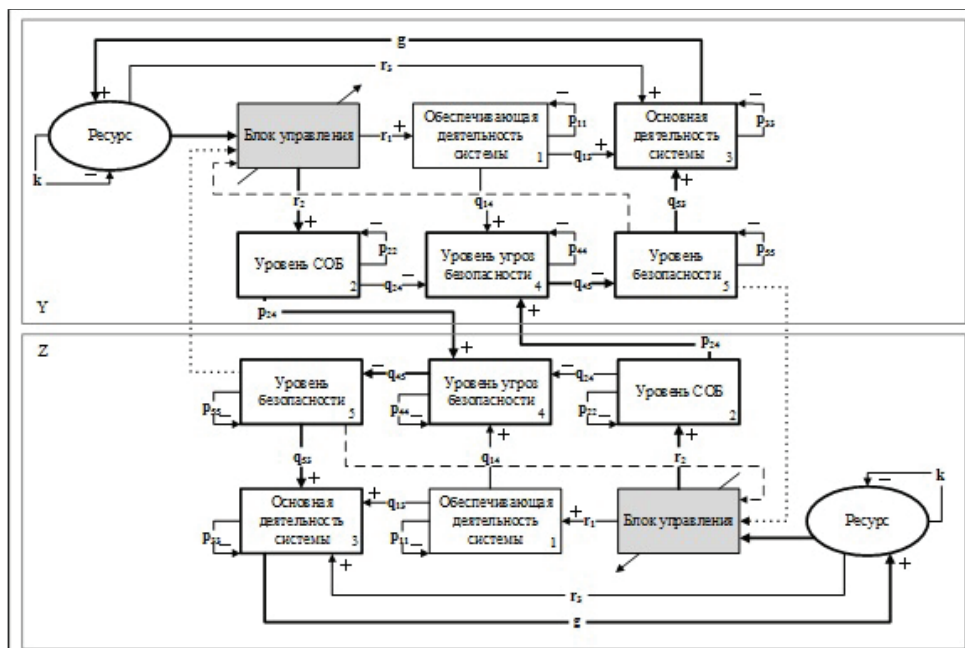 g
r₃
Ресурс
k
Блок управления
r₁
Обеспечивающая
деятельность
системы
1
p₁₁
q₁₃
Основная
деятельность
системы
3
p₃₃
r₂
q₁₄
q₅₃
Уровень СОБ
2
p₂₂
q₂₄
Уровень угроз
безопасности
4
p₄₄
q₄₅
Уровень
безопасности
5
p₅₅
Y
p₂₄
Z
p₂₄
Уровень
безопасности
5
p₅₅
q₄₅
Уровень угроз
безопасности
4
p₄₄
q₂₄
Уровень СОБ
2
p₂₂
q₅₃
q₁₄
r₂
Основная
деятельность
системы
3
p₃₃
q₁₃
Обеспечивающая
деятельность
системы
1
p₁₁
r₁
Блок управления
Ресурс
k
r₃
g